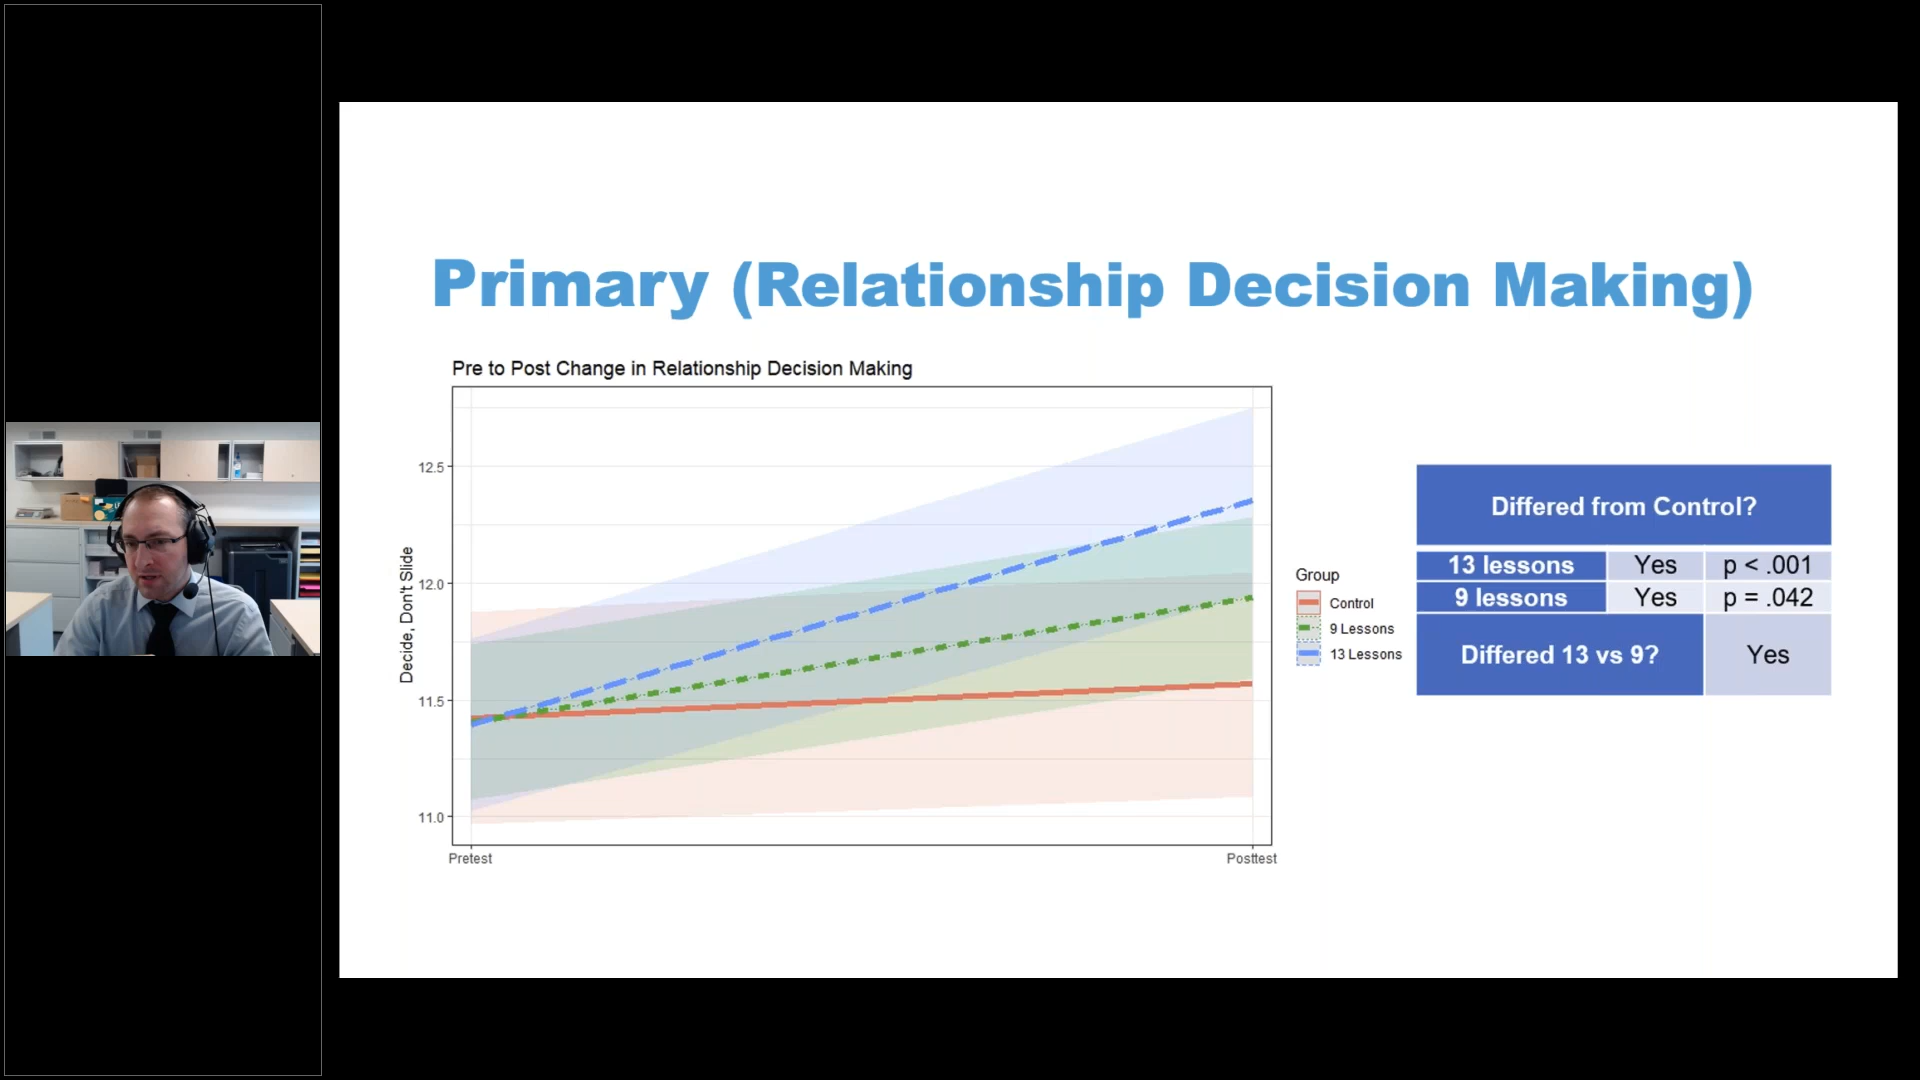 Primary (Relationship Decision Making)
Pre to Post Change in Relationship Decision Making
Decide, Don't Slide
12.5
12.0
11.5
11.0
Pretest
Posttest
Group
Control
9 Lessons
13 Lessons
Differed from Control?
13 lessons Yes p < .001
9 lessons Yes p = .042
Differed 13 vs 9? Yes